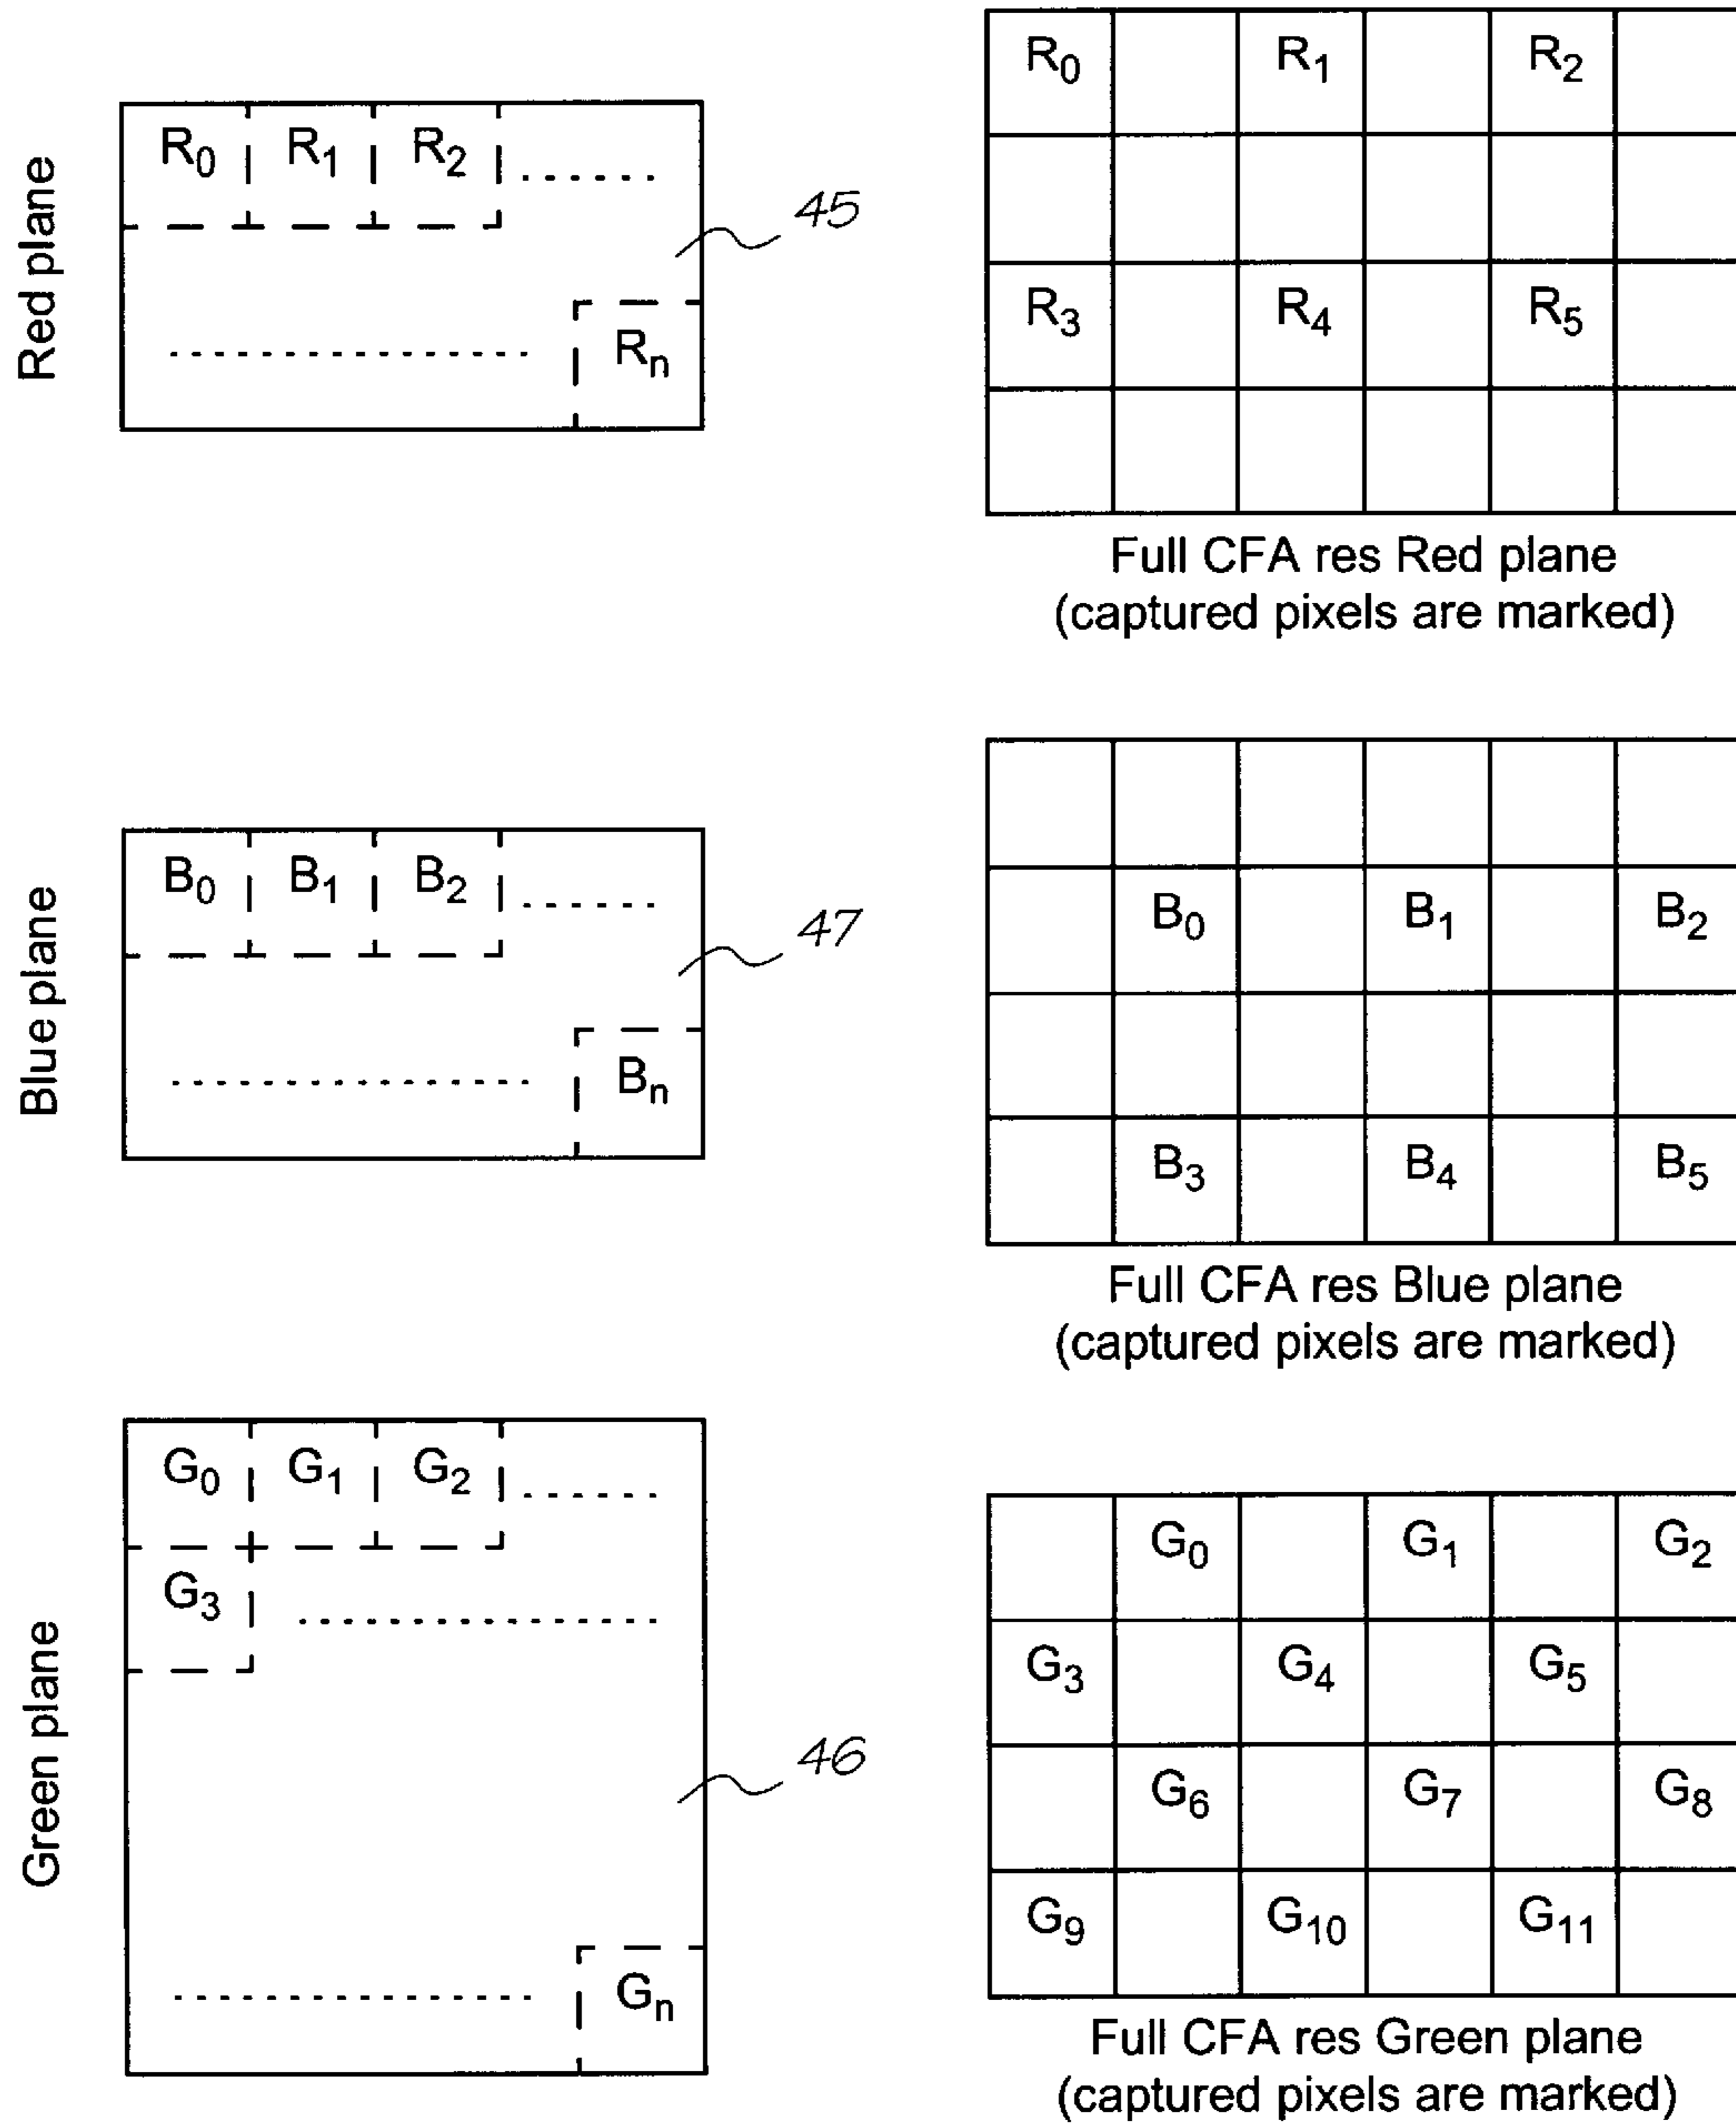 Red plane
R₀ R₁ R₂
Rₙ
45
R₀ R₁ R₂
R₃ R₄ R₅
Full CFA res Red plane
(captured pixels are marked)
Blue plane
B₀ B₁ B₂
Bₙ
47
B₀ B₁ B₂
B₃ B₄ B₅
Full CFA res Blue plane
(captured pixels are marked)
Green plane
G₀ G₁ G₂
G₃
Gₙ
46
G₀ G₁ G₂
G₃ G₄ G₅
G₆ G₇ G₈
G₉ G₁₀ G₁₁
Full CFA res Green plane
(captured pixels are marked)